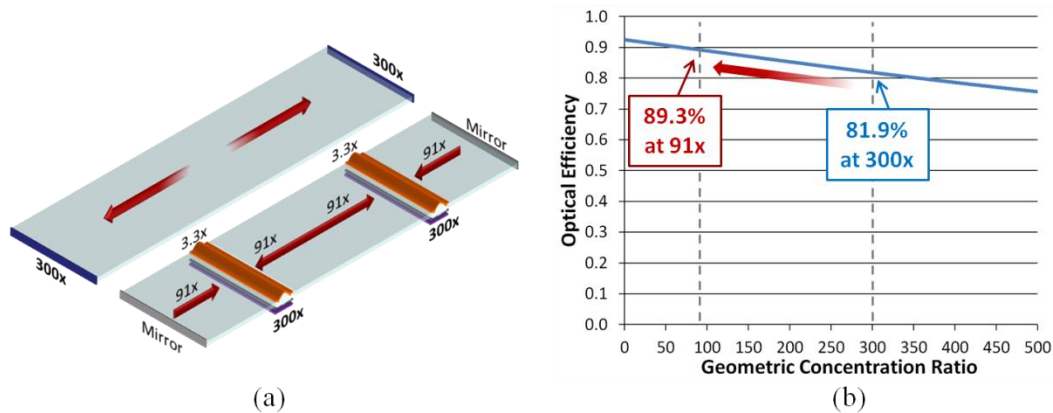 300x
300x
Mirror
91x
3.3x
91x
300x
91x
3.3x
91x
300x
Mirror
(a)
1.0
0.9
0.8
0.7
0.6
0.5
0.4
0.3
0.2
0.1
0.0
Optical Efficiency
89.3%
at 91x
81.9%
at 300x
0 50 100 150 200 250 300 350 400 450 500
Geometric Concentration Ratio
(b)